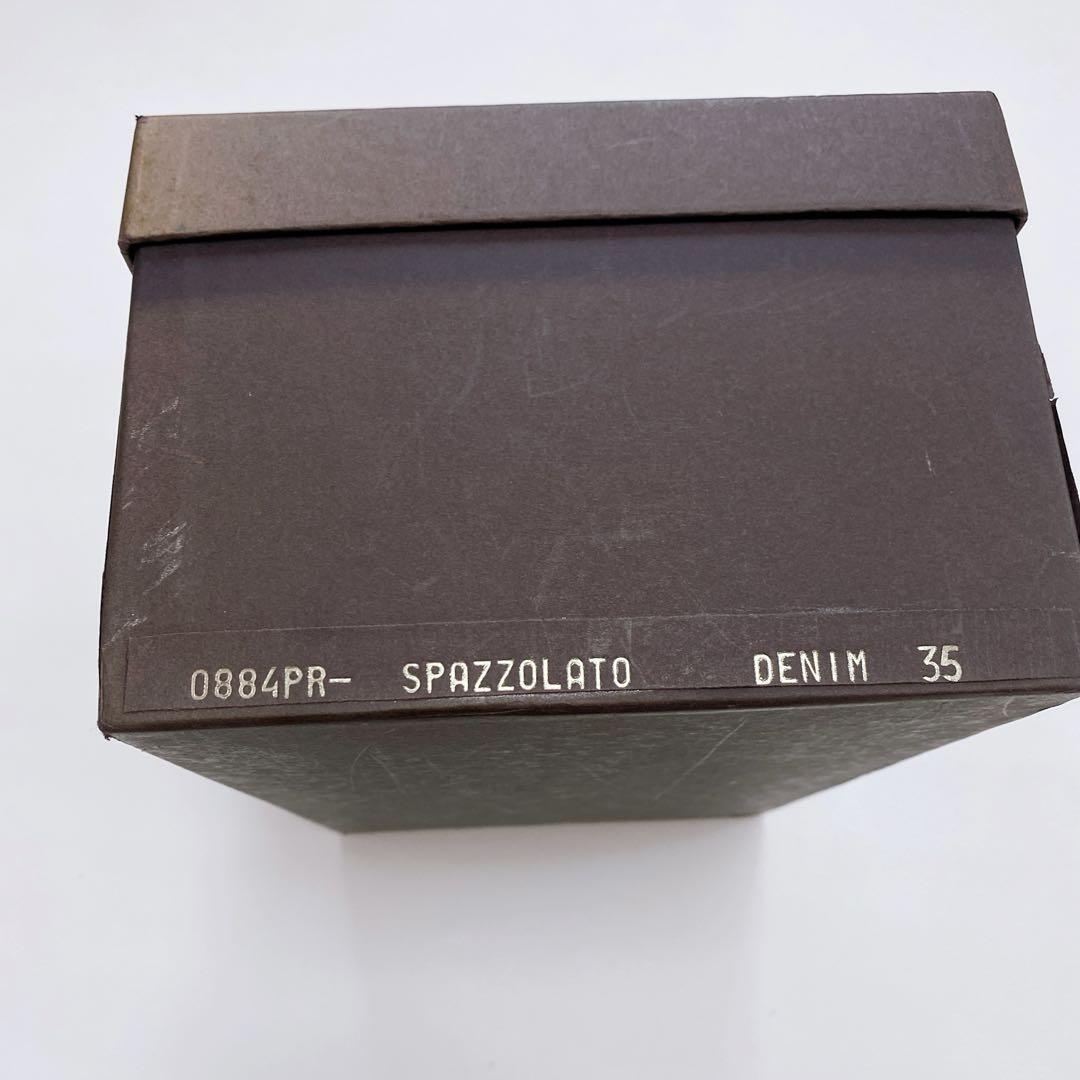 0884PR- SPAZZOLATO DENIM 35